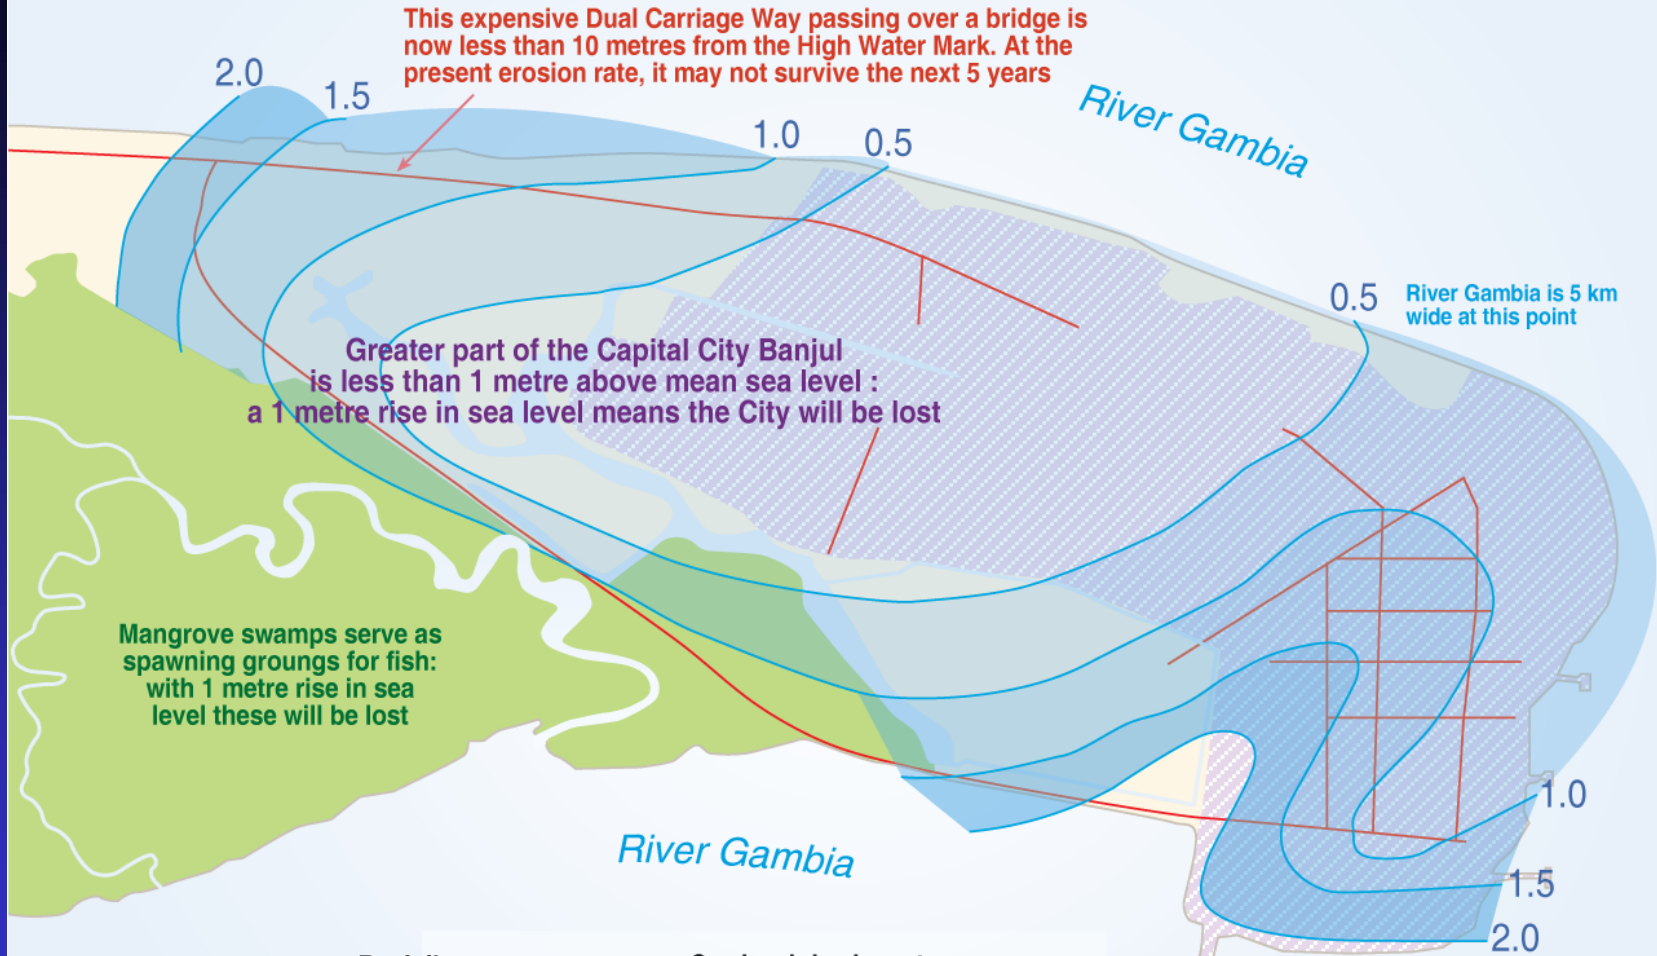 This expensive Dual Carriage Way passing over a bridge is
now less than 10 metres from the High Water Mark. At the
present erosion rate, it may not survive the next 5 years
2.0
1.5
1.0
0.5
River Gambia
0.5
River Gambia is 5 km
wide at this point
Greater part of the Capital City Banjul
is less than 1 metre above mean sea level :
a 1 metre rise in sea level means the City will be lost
Mangrove swamps serve as
spawning groungs for fish:
with 1 metre rise in sea
level these will be lost
River Gambia
1.0
1.5
2.0